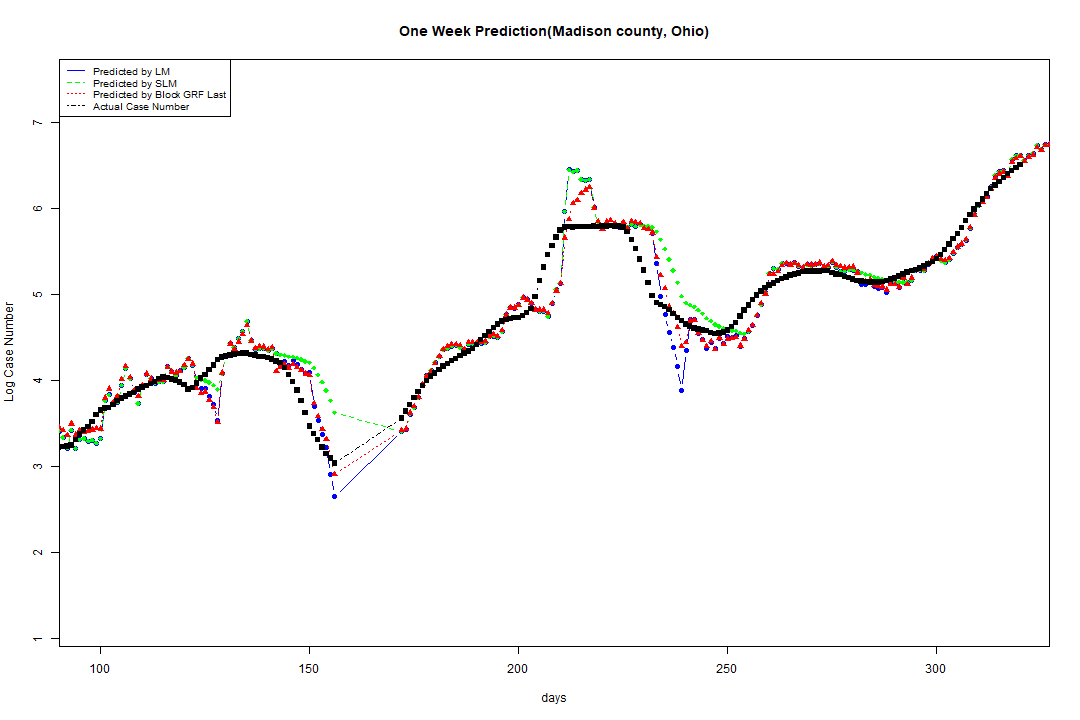 One Week Prediction(Madison county, Ohio)
Predicted by LM
Predicted by SLM
Predicted by Block GRF Last
Actual Case Number
7
6
5
4
3
2
1
Log Case Number
100 150 200 250 300
days